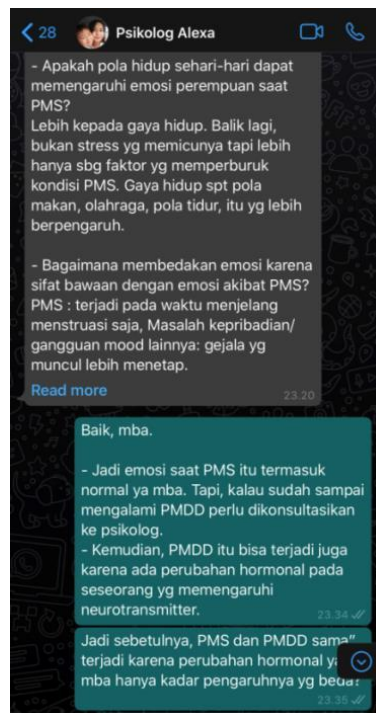 28
Psikolog Alexa
- Apakah pola hidup sehari-hari dapat
memengaruhi emosi perempuan saat
PMS?
Lebih kepada gaya hidup. Balik lagi,
bukan stress yg memicunya tapi lebih
hanya sbg faktor yg memperburuk
kondisi PMS. Gaya hidup spt pola
makan, olahraga, pola tidur, itu yg lebih
berpengaruh.
- Bagaimana membedakan emosi karena
sifat bawaan dengan emosi akibat PMS?
PMS : terjadi pada waktu menjelang
menstruasi saja, Masalah kepribadian/
gangguan mood lainnya: gejala yg
muncul lebih menetap.
Read more
23.20
Baik, mba.
- Jadi emosi saat PMS itu termasuk
normal ya mba. Tapi, kalau sudah sampai
mengalami PMDD perlu dikonsultasikan
ke psikolog.
- Kemudian, PMDD itu bisa terjadi juga
karena ada perubahan hormonal pada
seseorang yg memengaruhi
neurotransmitter.
23.34
Jadi sebetulnya, PMS dan PMDD sama"
terjadi karena perubahan hormonal
mba hanya kadar pengaruhnya yg beda?
23.35